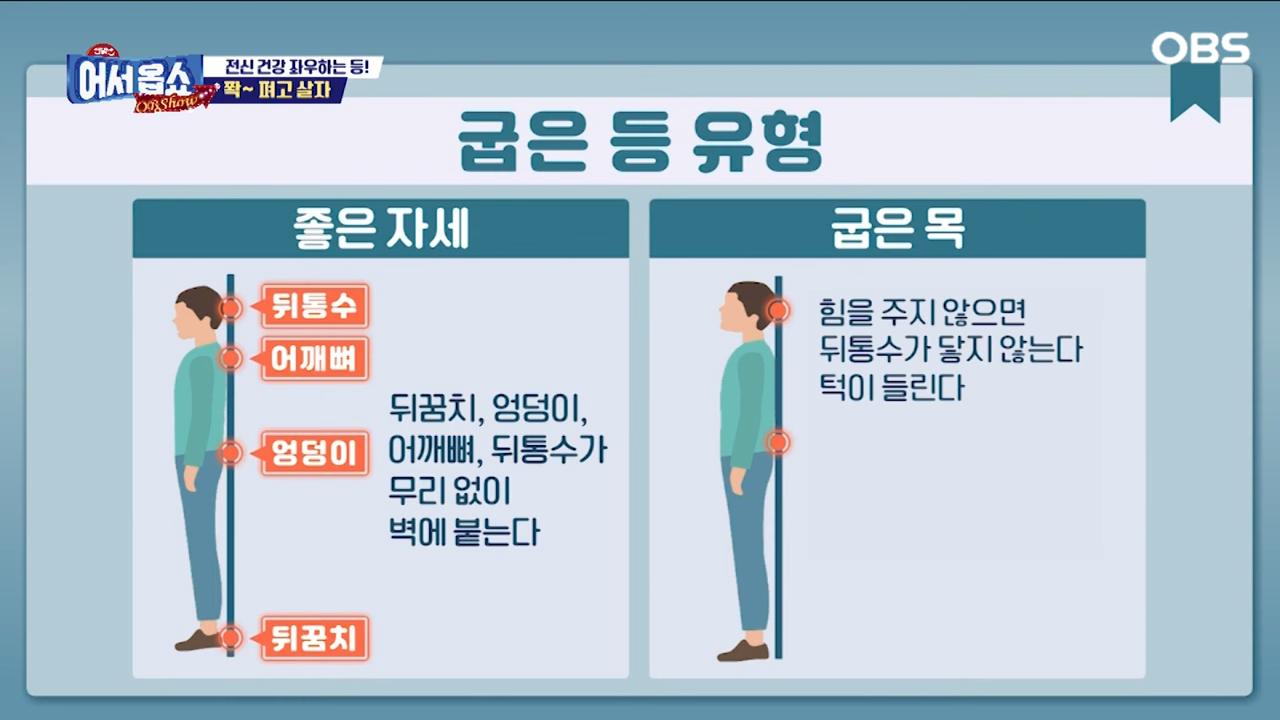 어서옵쇼
OBShow
전신 건강 좌우하는 등!
쫙~ 펴고 살자
OBS
굽은 등 유형
좋은 자세
뒤통수
어깨뼈
엉덩이
뒤꿈치
뒤꿈치, 엉덩이,
어깨뼈, 뒤통수가
무리 없이
벽에 붙는다
굽은 목
힘을 주지 않으면
뒤통수가 닿지 않는다
턱이 들린다